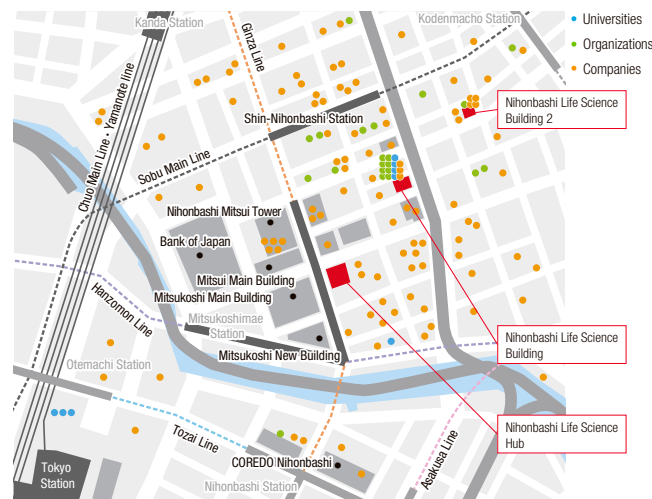 Kanda Station
Kodenmacho Station
Universities
Organizations
Companies
Ginza Line
Chuo Main Line · Yamanote line
Shin-Nihonbashi Station
Nihonbashi Life Science
Building 2
Sobu Main Line
Nihonbashi Mitsui Tower
Bank of Japan
Mitsui Main Building
Mitsukoshi Main Building
Hanzomon Line
Mitsukoshimae
Station
Mitsukoshi New Building
Nihonbashi Life Science
Building
Otemachi Station
Tozai Line
Nihonbashi Life Science
Hub
Asakusa Line
COREDO Nihonbashi
Tokyo
Station
Nihonbashi Station